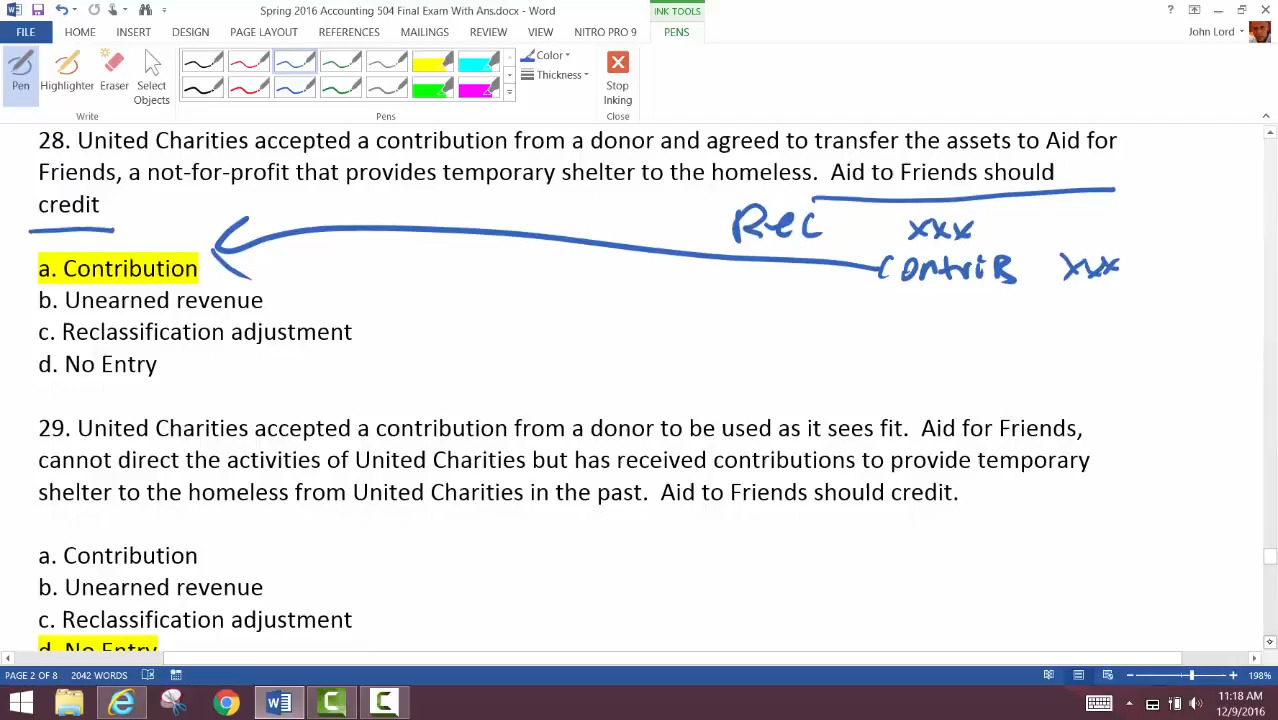 Spring 2016 Accounting 504 Final Exam With Ans.docx - Word
INK TOOLS
FILE HOME INSERT DESIGN PAGE LAYOUT REFERENCES MAILINGS REVIEW VIEW NITRO PRO 9 PENS
John Lord
Pen Highlighter Eraser Select Objects
Color
Thickness
Stop Inking
Write Pens Close
28. United Charities accepted a contribution from a donor and agreed to transfer the assets to Aid for
Friends, a not-for-profit that provides temporary shelter to the homeless. Aid to Friends should
credit
Rec xxx
Contrib xxx
a. Contribution
b. Unearned revenue
c. Reclassification adjustment
d. No Entry
29. United Charities accepted a contribution from a donor to be used as it sees fit. Aid for Friends,
cannot direct the activities of United Charities but has received contributions to provide temporary
shelter to the homeless from United Charities in the past. Aid to Friends should credit.
a. Contribution
b. Unearned revenue
c. Reclassification adjustment
d. No Entry
PAGE 2 OF 8 2042 WORDS 198%
11:18 AM
12/9/2016